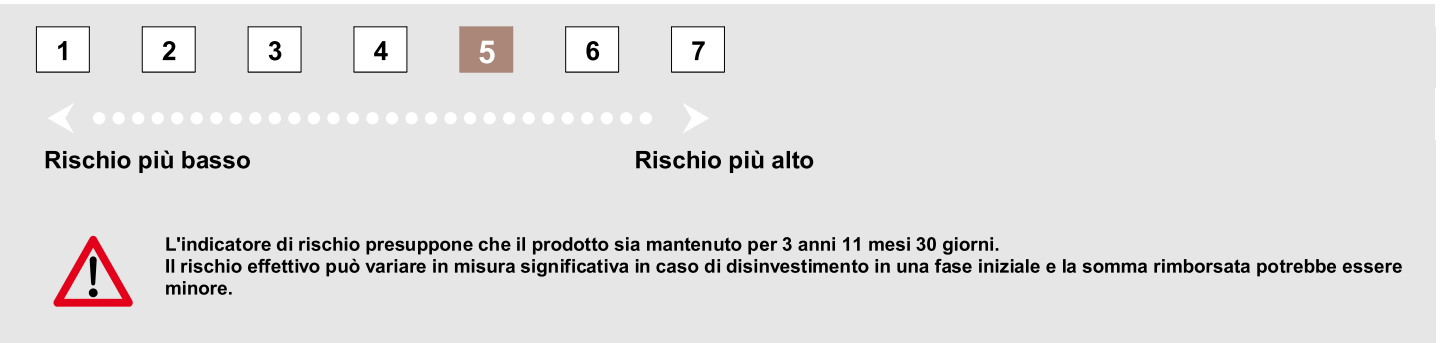 1 2 3 4 5 6 7
Rischio più basso Rischio più alto
L'indicatore di rischio presuppone che il prodotto sia mantenuto per 3 anni 11 mesi 30 giorni.
Il rischio effettivo può variare in misura significativa in caso di disinvestimento in una fase iniziale e la somma rimborsata potrebbe essere
minore.